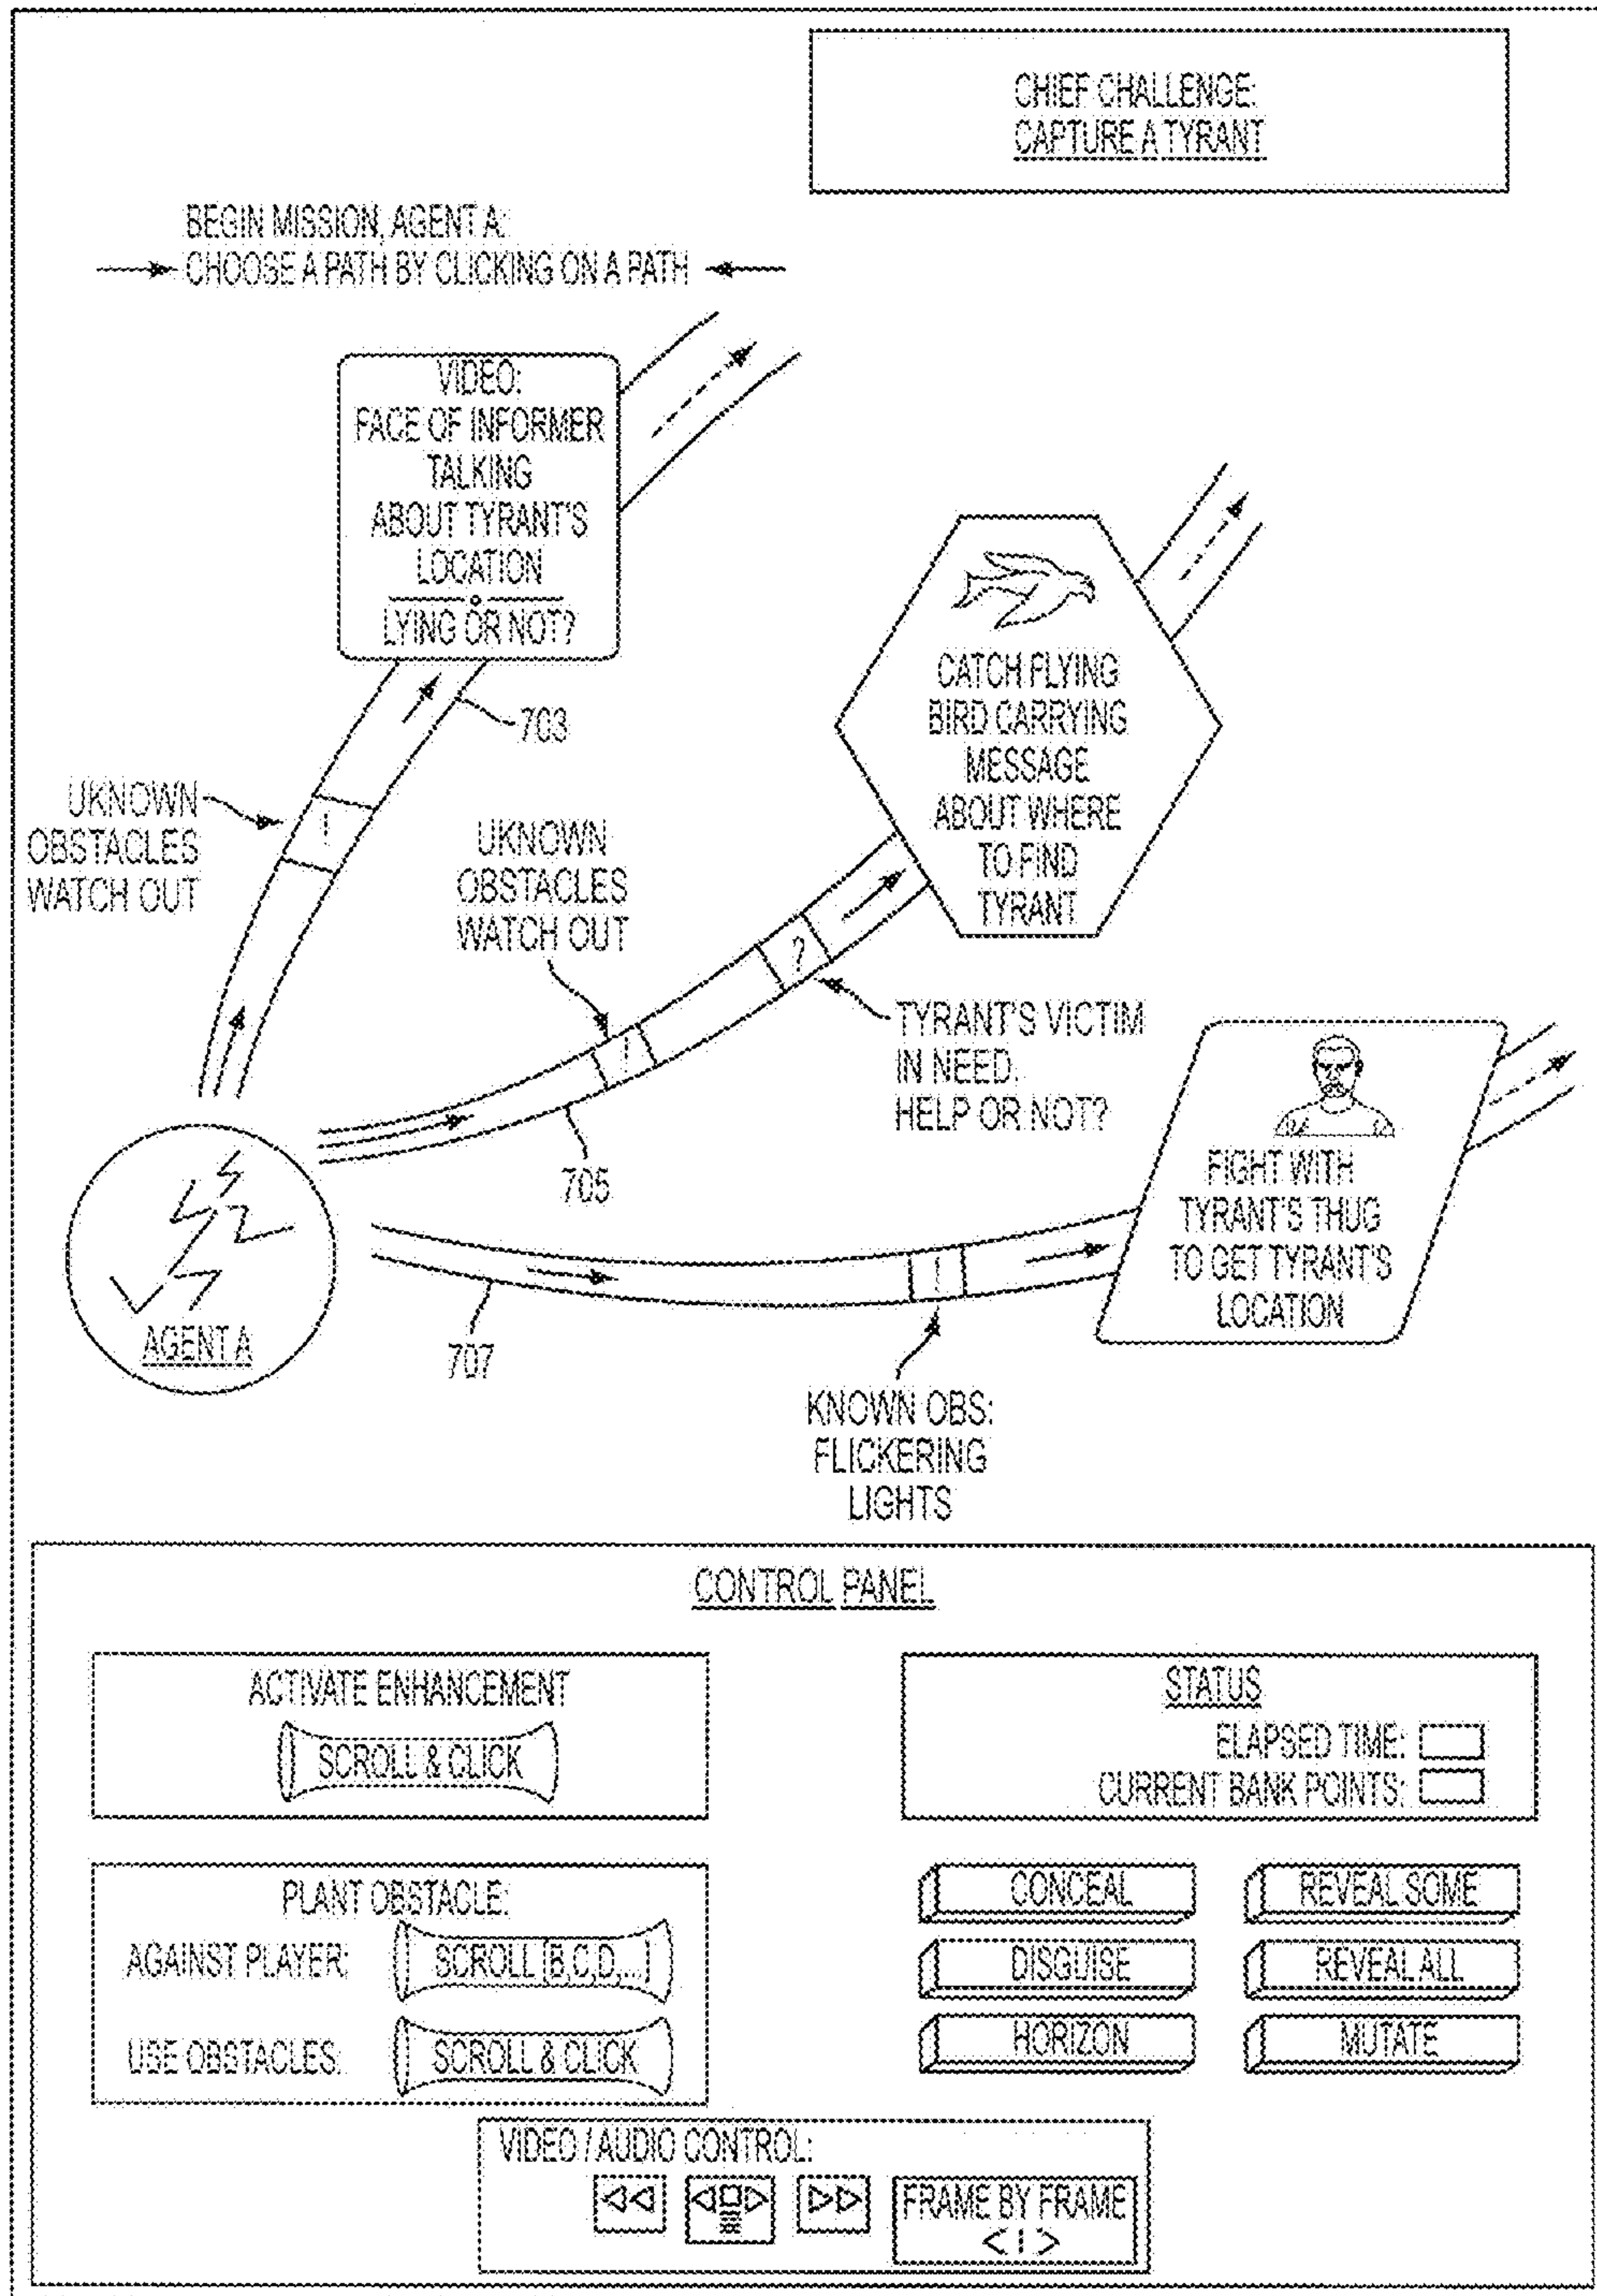 CHIEF CHALLENGE:
CAPTURE A TYRANT
BEGIN MISSION, AGENT A:
CHOOSE A PATH BY CLICKING ON A PATH
VIDEO:
FACE OF INFORMER
TALKING
ABOUT TYRANT'S
LOCATION
LYING OR NOT?
703
UKNOWN
OBSTACLES
WATCH OUT
!
UKNOWN
OBSTACLES
WATCH OUT
!
?
CATCH FLYING
BIRD CARRYING
MESSAGE
ABOUT WHERE
TO FIND
TYRANT
TYRANT'S VICTIM
IN NEED.
HELP OR NOT?
705
FIGHT WITH
TYRANT'S THUG
TO GET TYRANT'S
LOCATION
AGENT A
707
!
KNOWN OBS:
FLICKERING
LIGHTS
CONTROL PANEL
ACTIVATE ENHANCEMENT
SCROLL & CLICK
STATUS
ELAPSED TIME:
CURRENT BANK POINTS:
PLANT OBSTACLE:
AGAINST PLAYER:
SCROLL [B,C,D,...]
USE OBSTACLES:
SCROLL & CLICK
CONCEAL
REVEAL SOME
DISGUISE
REVEAL ALL
HORIZON
MUTATE
VIDEO / AUDIO CONTROL:
FRAME BY FRAME
< | >